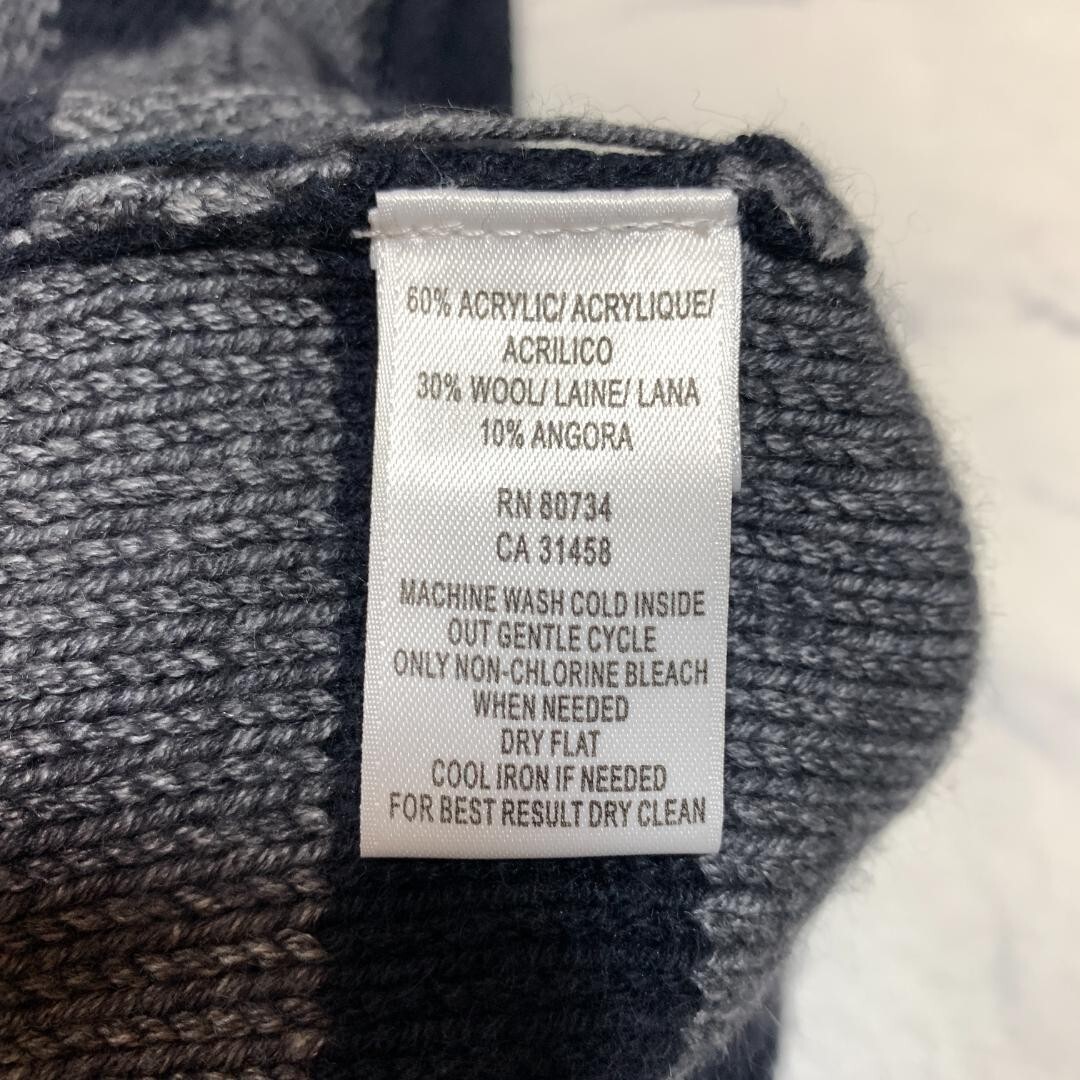 60% ACRYLIC/ ACRYLIQUE/
ACRILICO
30% WOOL/ LAINE/ LANA
10% ANGORA
RN 80734
CA 31458
MACHINE WASH COLD INSIDE
OUT GENTLE CYCLE
ONLY NON-CHLORINE BLEACH
WHEN NEEDED
DRY FLAT
COOL IRON IF NEEDED
FOR BEST RESULT DRY CLEAN